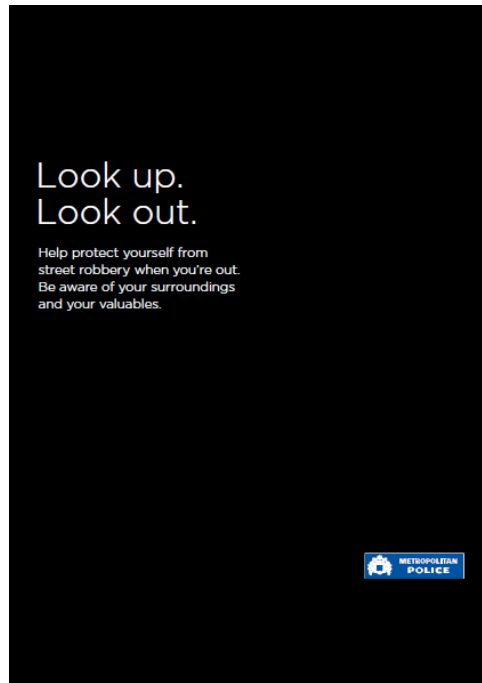 Look up.
Look out.
Help protect yourself from
street robbery when you're out.
Be aware of your surroundings
and your valuables.
METROPOLITAN
POLICE